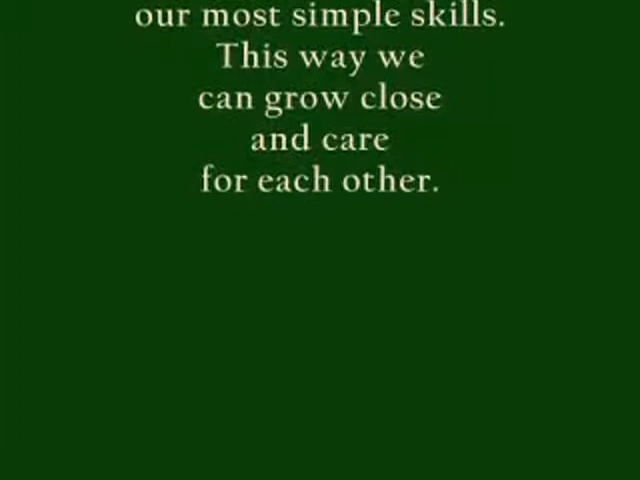 our most simple skills.
This way we
can grow close
and care
for each other.